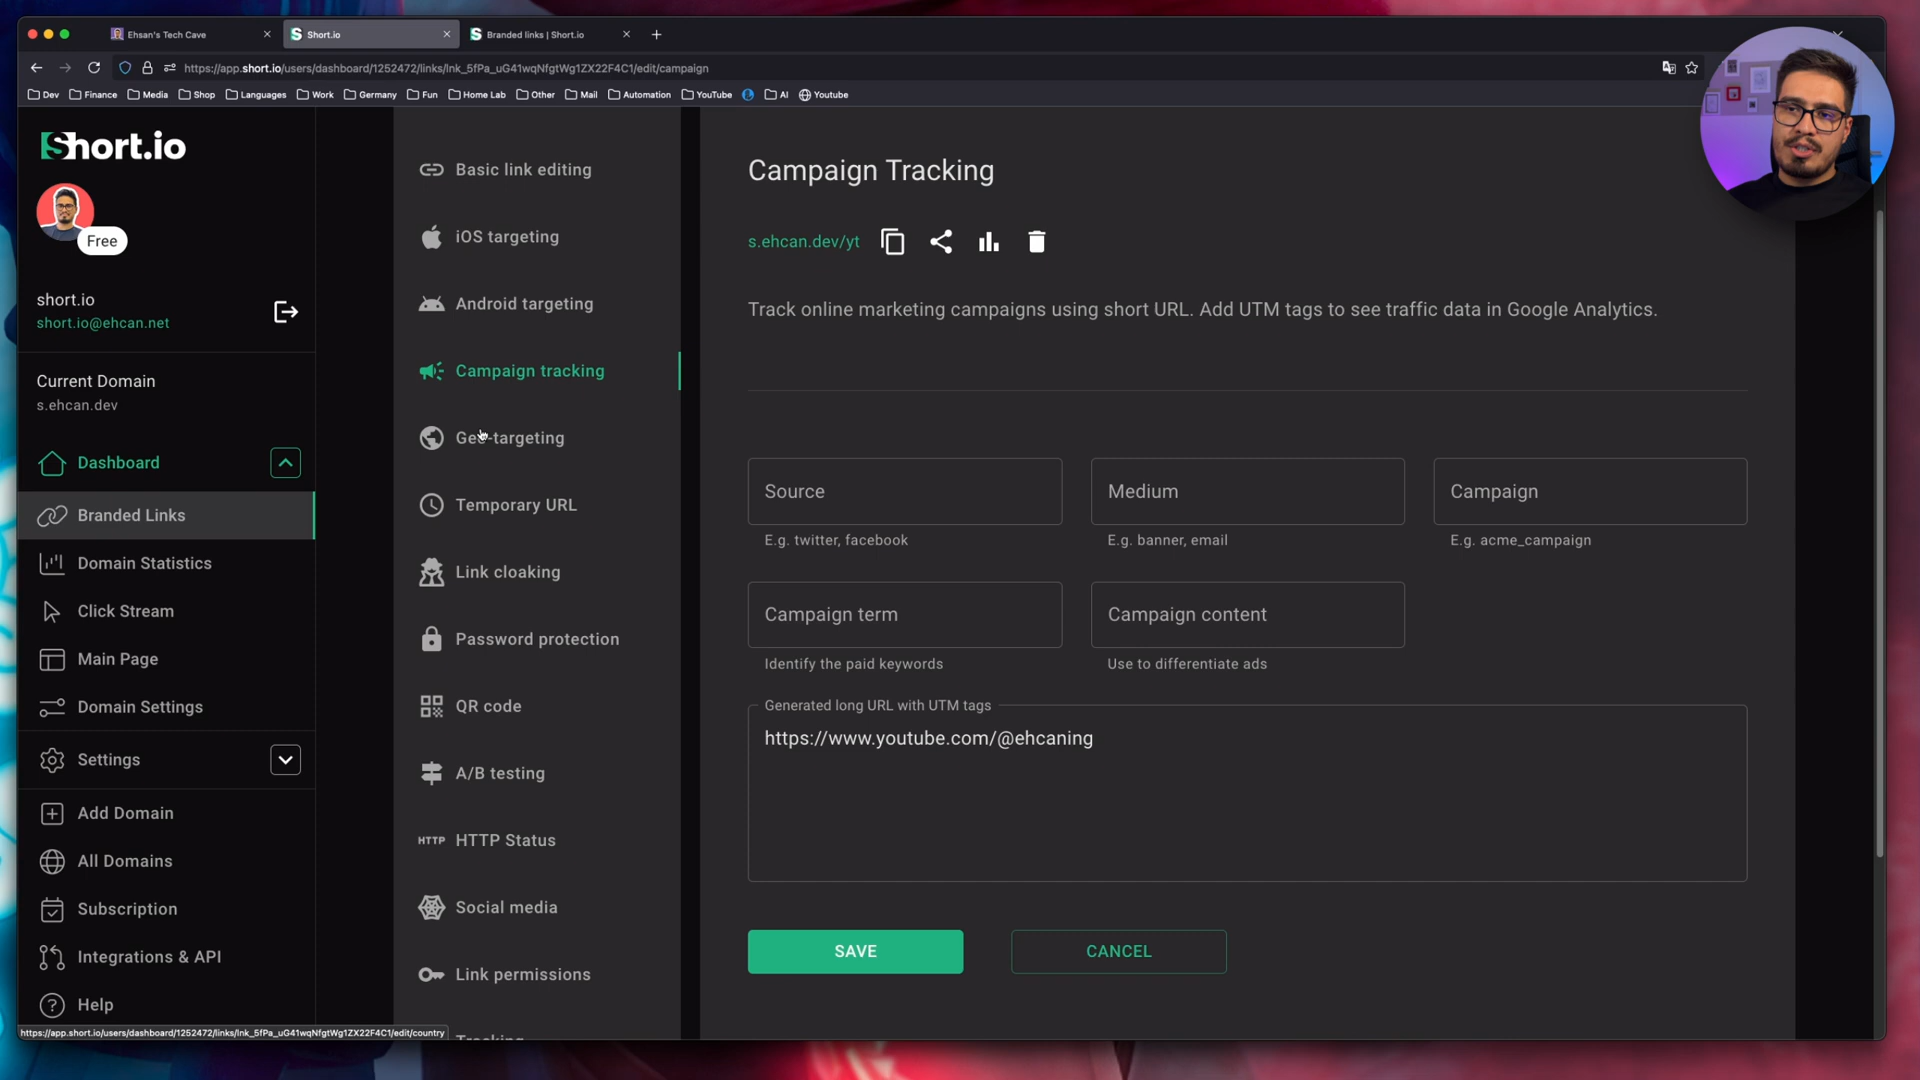 Ehsan's Tech Cave
Short.io
Branded links | Short.io
https://app.short.io/users/dashboard/1252472/links/lnk_5fPa_uG41wqNfgtWg1ZX22F4C1/edit/campaign
Dev
Finance
Media
Shop
Languages
Work
Germany
Fun
Home Lab
Other
Mail
Automation
YouTube
AI
Youtube
Short.io
Free
short.io
short.io@ehcan.net
Current Domain
s.ehcan.dev
Dashboard
Branded Links
Domain Statistics
Click Stream
Main Page
Domain Settings
Settings
Add Domain
All Domains
Subscription
Integrations & API
Help
https://app.short.io/users/dashboard/1252472/links/lnk_5fPa_uG41wqNfgtWg1ZX22F4C1/edit/country
Basic link editing
iOS targeting
Android targeting
Campaign tracking
Geo-targeting
Temporary URL
Link cloaking
Password protection
QR code
A/B testing
HTTP HTTP Status
Social media
Link permissions
Tracking
Campaign Tracking
s.ehcan.dev/yt
Track online marketing campaigns using short URL. Add UTM tags to see traffic data in Google Analytics.
Source
Medium
Campaign
E.g. twitter, facebook
E.g. banner, email
E.g. acme_campaign
Campaign term
Campaign content
Identify the paid keywords
Use to differentiate ads
Generated long URL with UTM tags
https://www.youtube.com/@ehcaning
SAVE
CANCEL